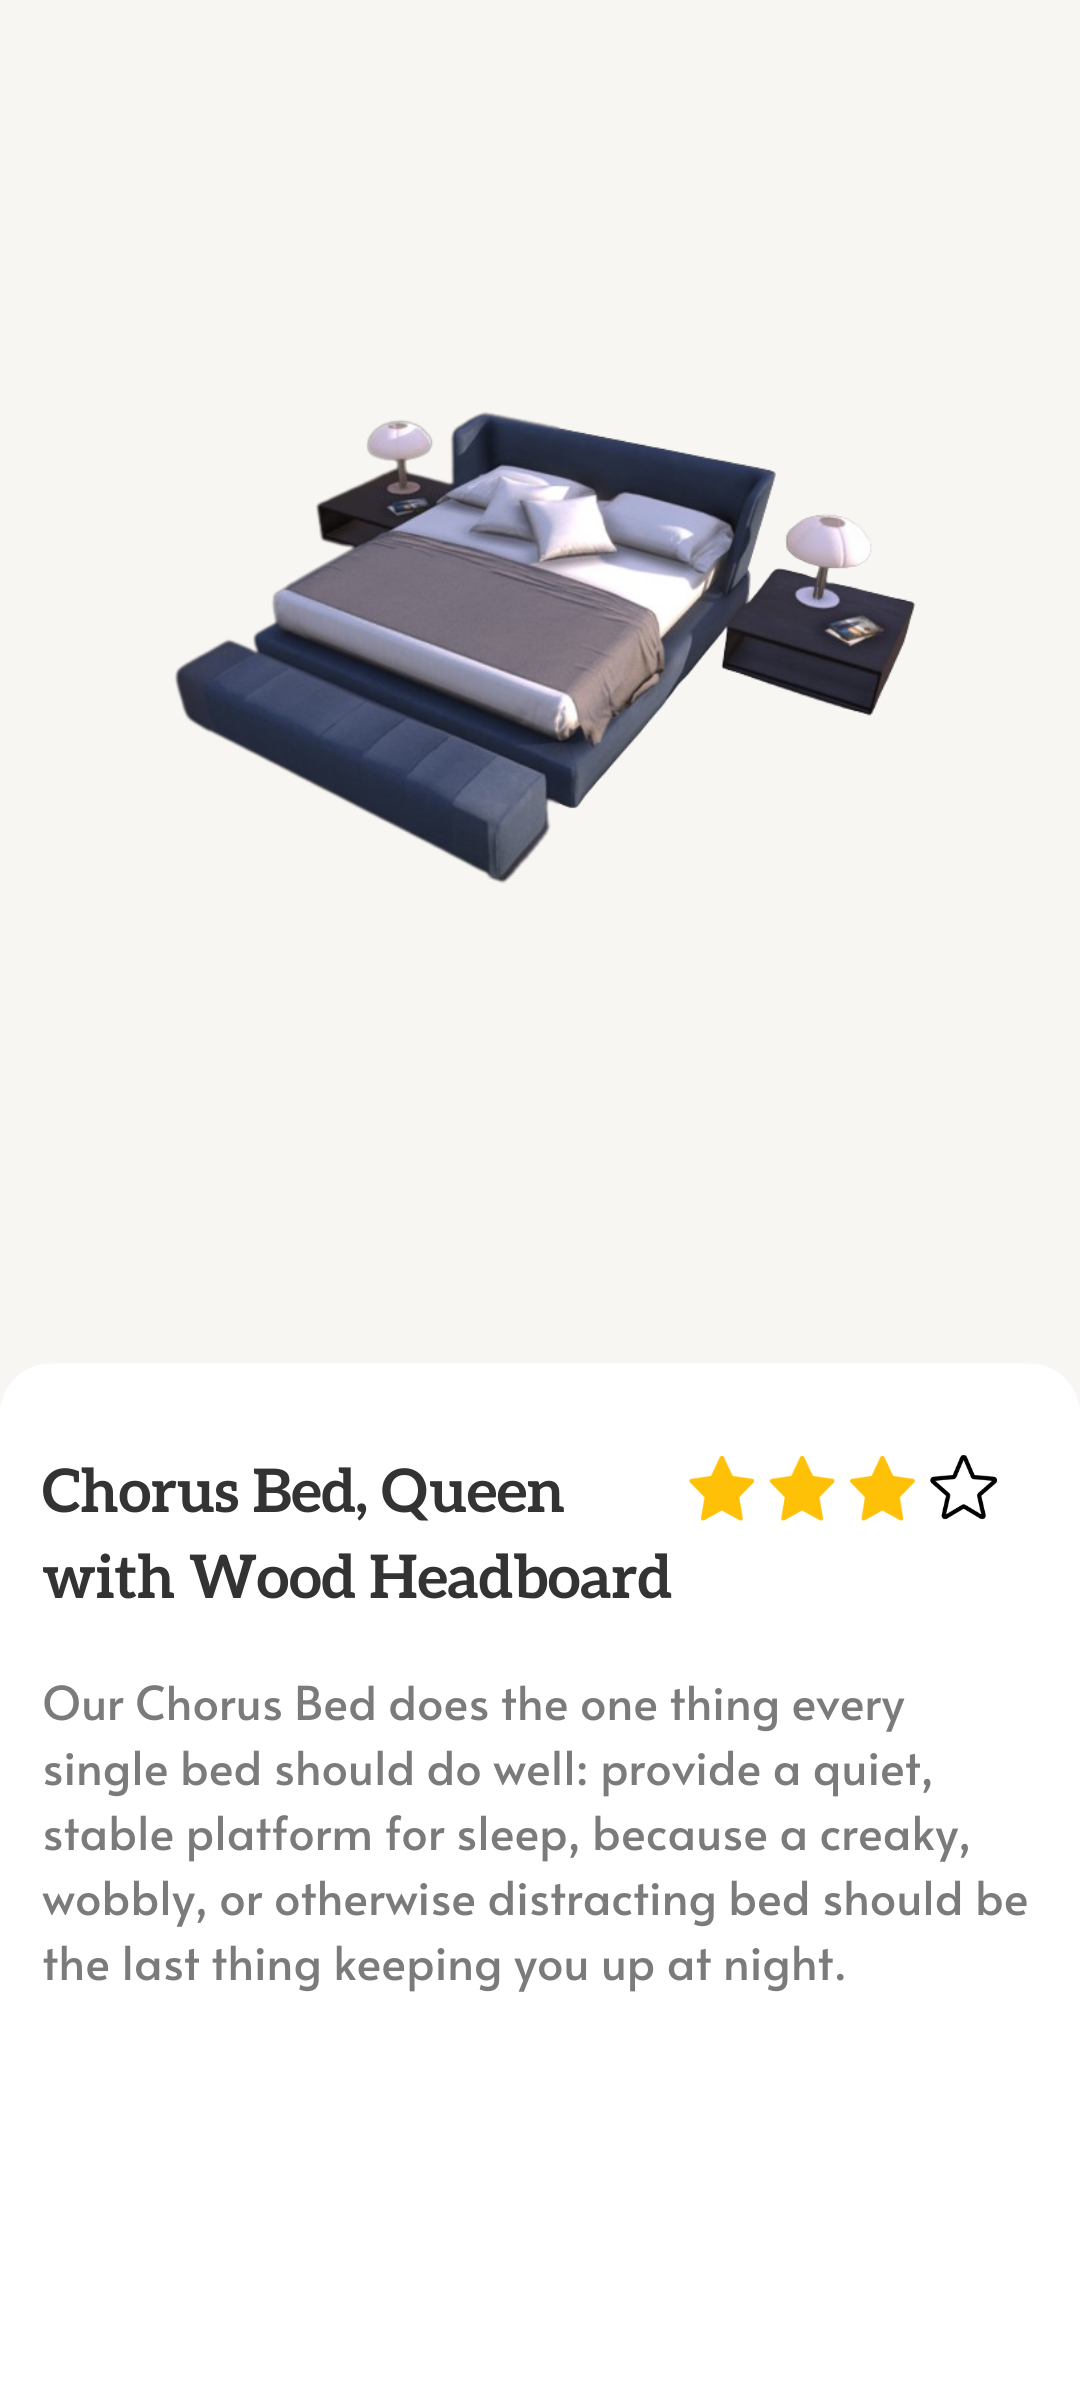 Chorus Bed, Queen
with Wood Headboard
Our Chorus Bed does the one thing every
single bed should do well: provide a quiet,
stable platform for sleep, because a creaky,
wobbly, or otherwise distracting bed should be
the last thing keeping you up at night.